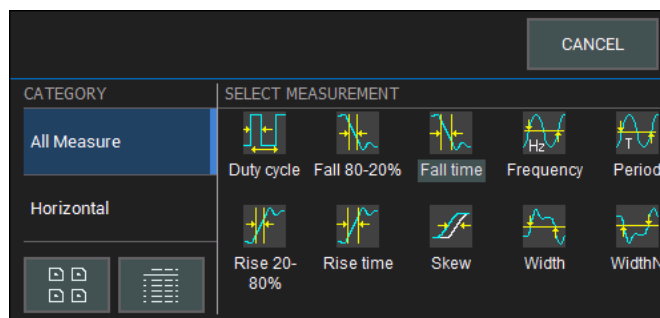 CANCEL
CATEGORY
SELECT MEASUREMENT
All Measure
Horizontal
Hz
T
Duty cycle
Fall 80-20%
Fall time
Frequency
Period
Rise 20-
80%
Rise time
Skew
Width
WidthN